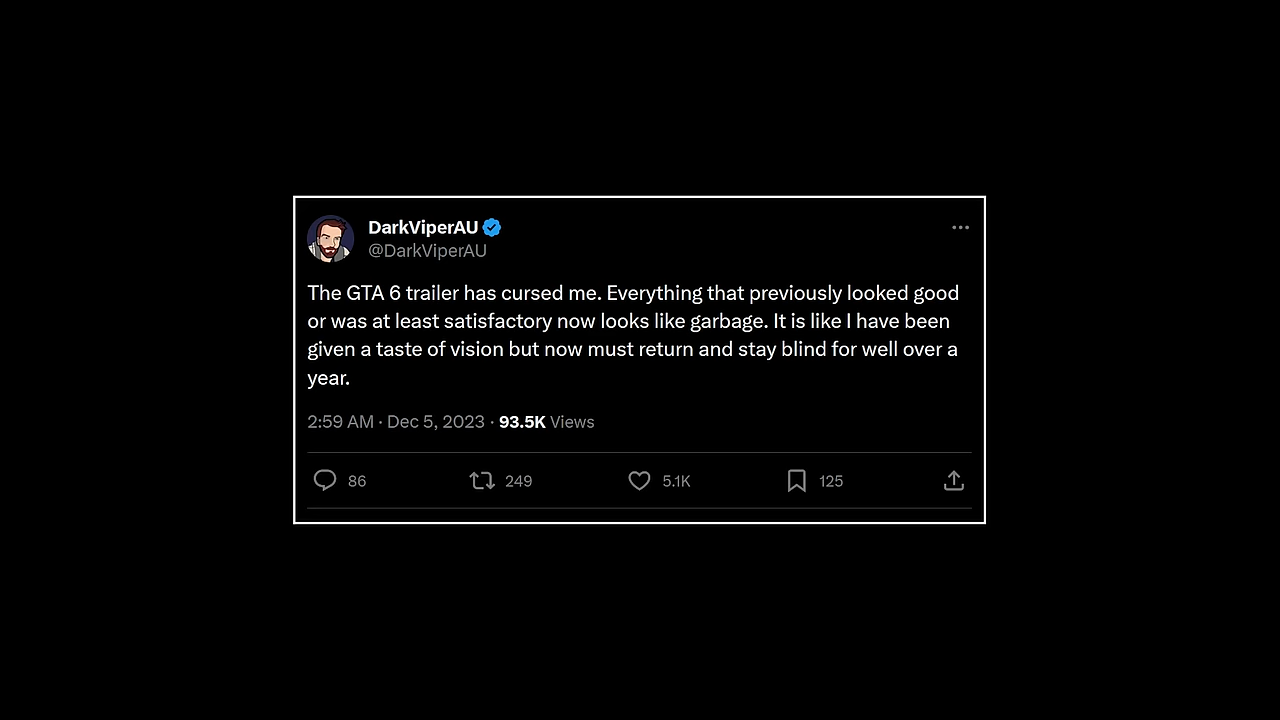 DarkViperAU
@DarkViperAU
The GTA 6 trailer has cursed me. Everything that previously looked good
or was at least satisfactory now looks like garbage. It is like I have been
given a taste of vision but now must return and stay blind for well over a
year.
2:59 AM · Dec 5, 2023 · 93.5K Views
86 249 5.1K 125